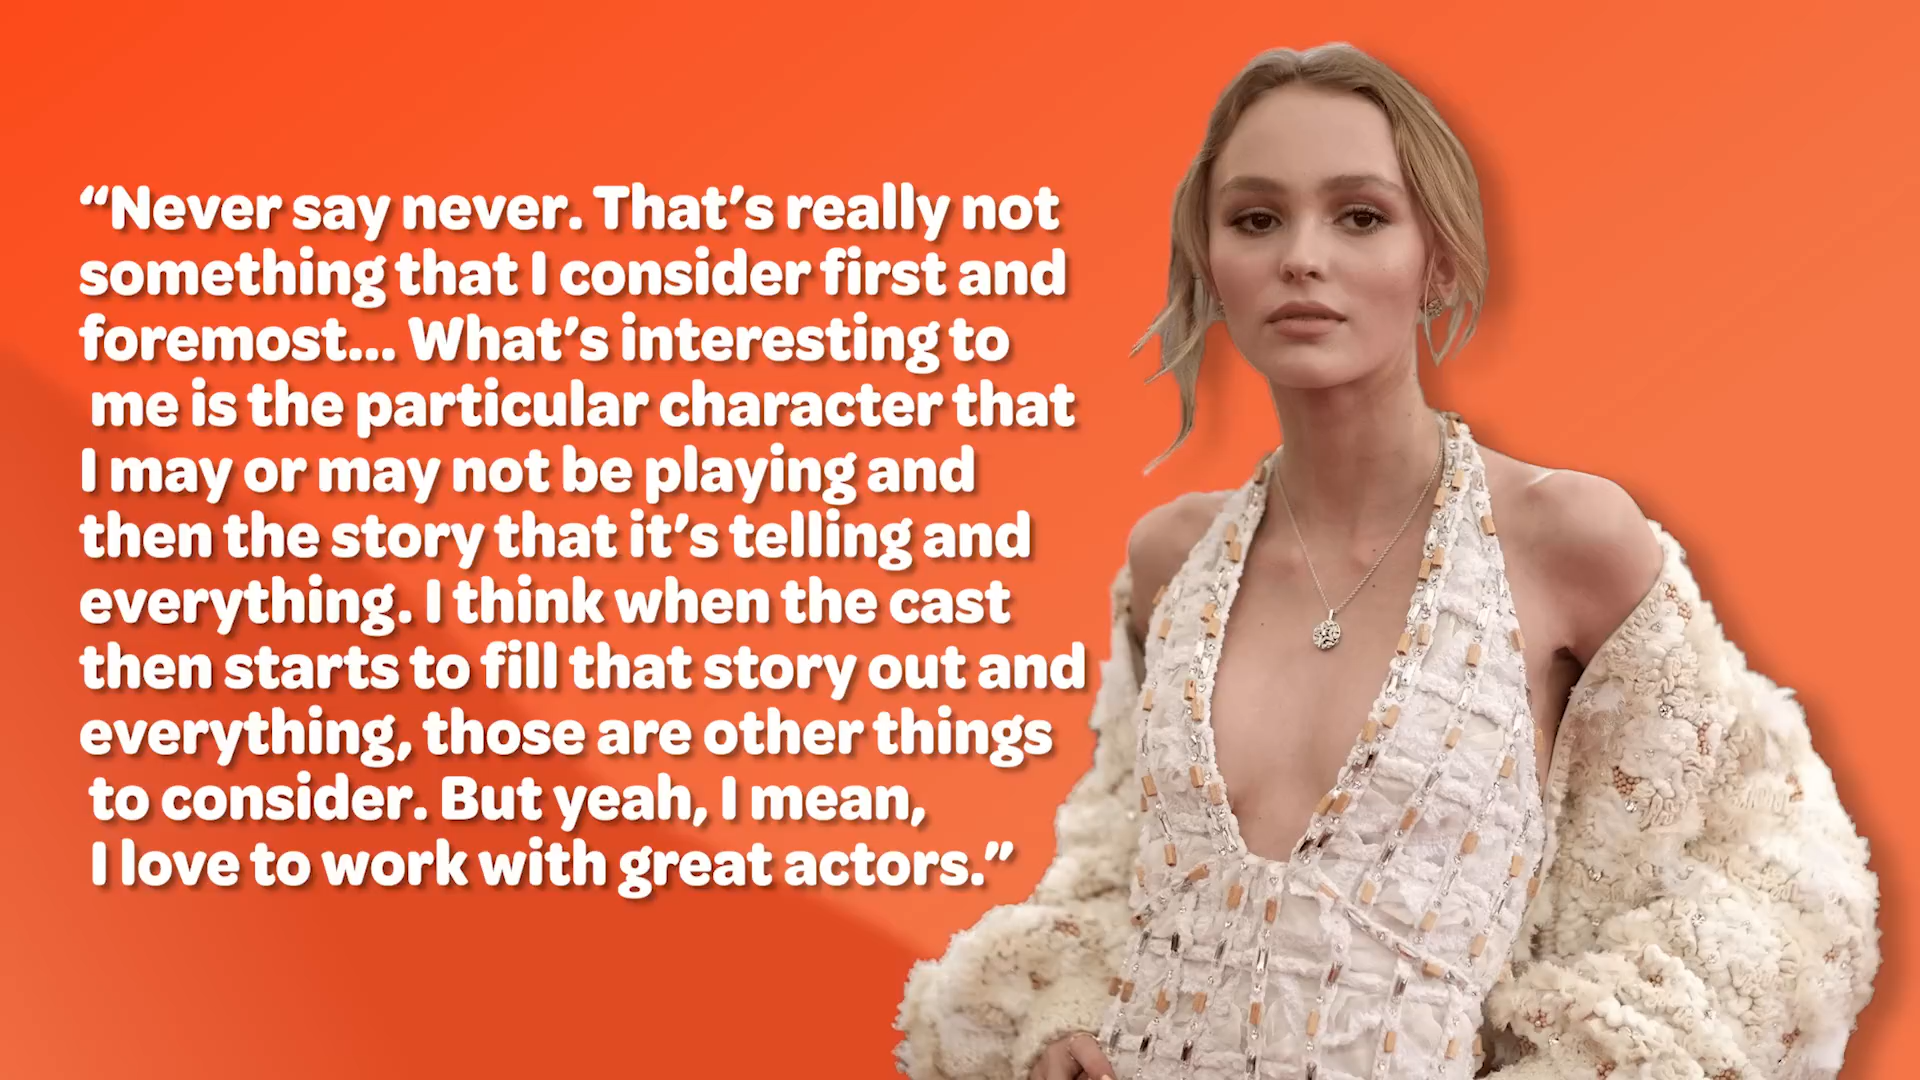 “Never say never. That’s really not
something that I consider first and
foremost... What’s interesting to
me is the particular character that
I may or may not be playing and
then the story that it’s telling and
everything. I think when the cast
then starts to fill that story out and
everything, those are other things
to consider. But yeah, I mean,
I love to work with great actors.”